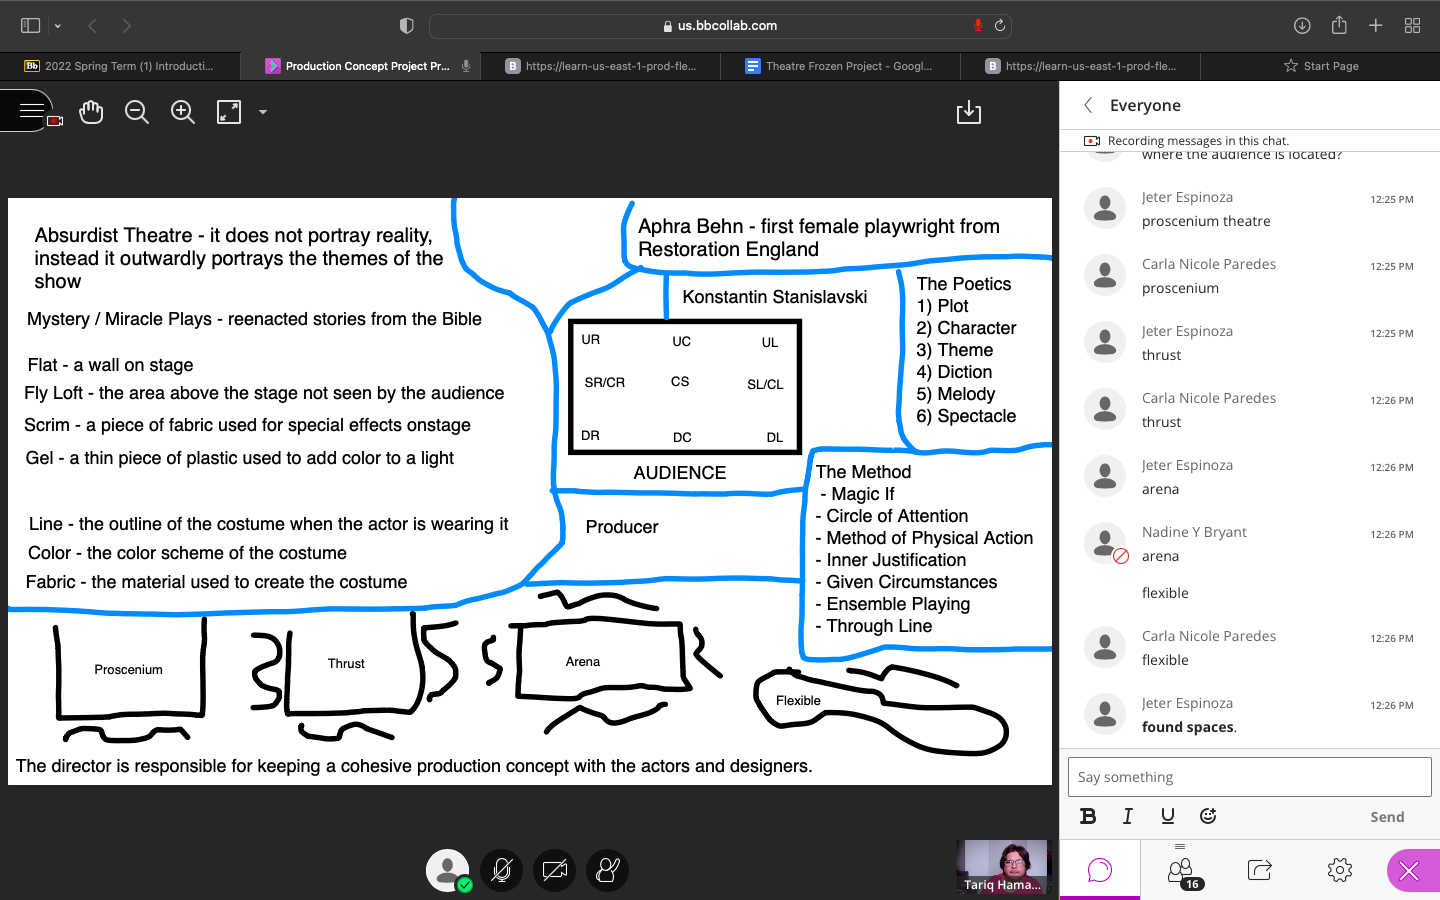 us.bbcollab.com
Bb 2022 Spring Term (1) Introducti...
Production Concept Project Pr...
B https://learn-us-east-1-prod-fle...
Theatre Frozen Project - Googl...
B https://learn-us-east-1-prod-fle...
Start Page
Absurdist Theatre - it does not portray reality,
instead it outwardly portrays the themes of the
show
Mystery / Miracle Plays - reenacted stories from the Bible
Flat - a wall on stage
Fly Loft - the area above the stage not seen by the audience
Scrim - a piece of fabric used for special effects onstage
Gel - a thin piece of plastic used to add color to a light
Line - the outline of the costume when the actor is wearing it
Color - the color scheme of the costume
Fabric - the material used to create the costume
Aphra Behn - first female playwright from
Restoration England
Konstantin Stanislavski
UR UC UL
SR/CR CS SL/CL
DR DC DL
AUDIENCE
Producer
The Poetics
1) Plot
2) Character
3) Theme
4) Diction
5) Melody
6) Spectacle
The Method
- Magic If
- Circle of Attention
- Method of Physical Action
- Inner Justification
- Given Circumstances
- Ensemble Playing
- Through Line
Proscenium
Thrust
Arena
Flexible
The director is responsible for keeping a cohesive production concept with the actors and designers.
Tariq Hama...
Everyone
Recording messages in this chat.
where the audience is located?
Jeter Espinoza 12:25 PM
proscenium theatre
Carla Nicole Paredes 12:25 PM
proscenium
Jeter Espinoza 12:25 PM
thrust
Carla Nicole Paredes 12:26 PM
thrust
Jeter Espinoza 12:26 PM
arena
Nadine Y Bryant 12:26 PM
arena
flexible
Carla Nicole Paredes 12:26 PM
flexible
Jeter Espinoza 12:26 PM
found spaces.
Say something
B I U Send
16